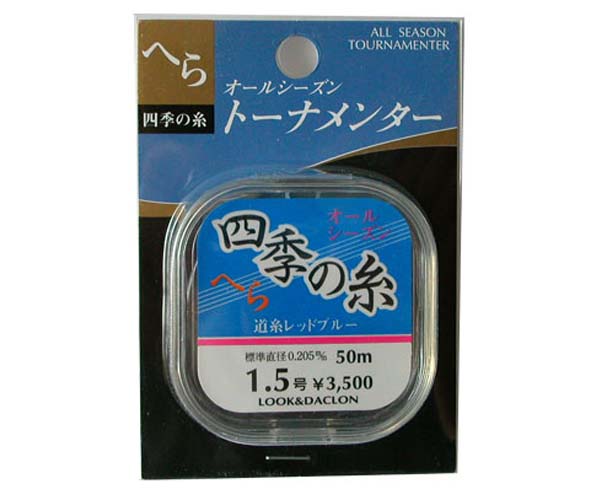 へら
四季の糸
ALL SEASON
TOURNAMENTER
オールシーズン
トーナメンター
オール
シーズン
四季の糸
へら
道糸レッドブルー
標準直径0.205㎜ 50m
1.5号 ¥3,500
LOOK&DACLON